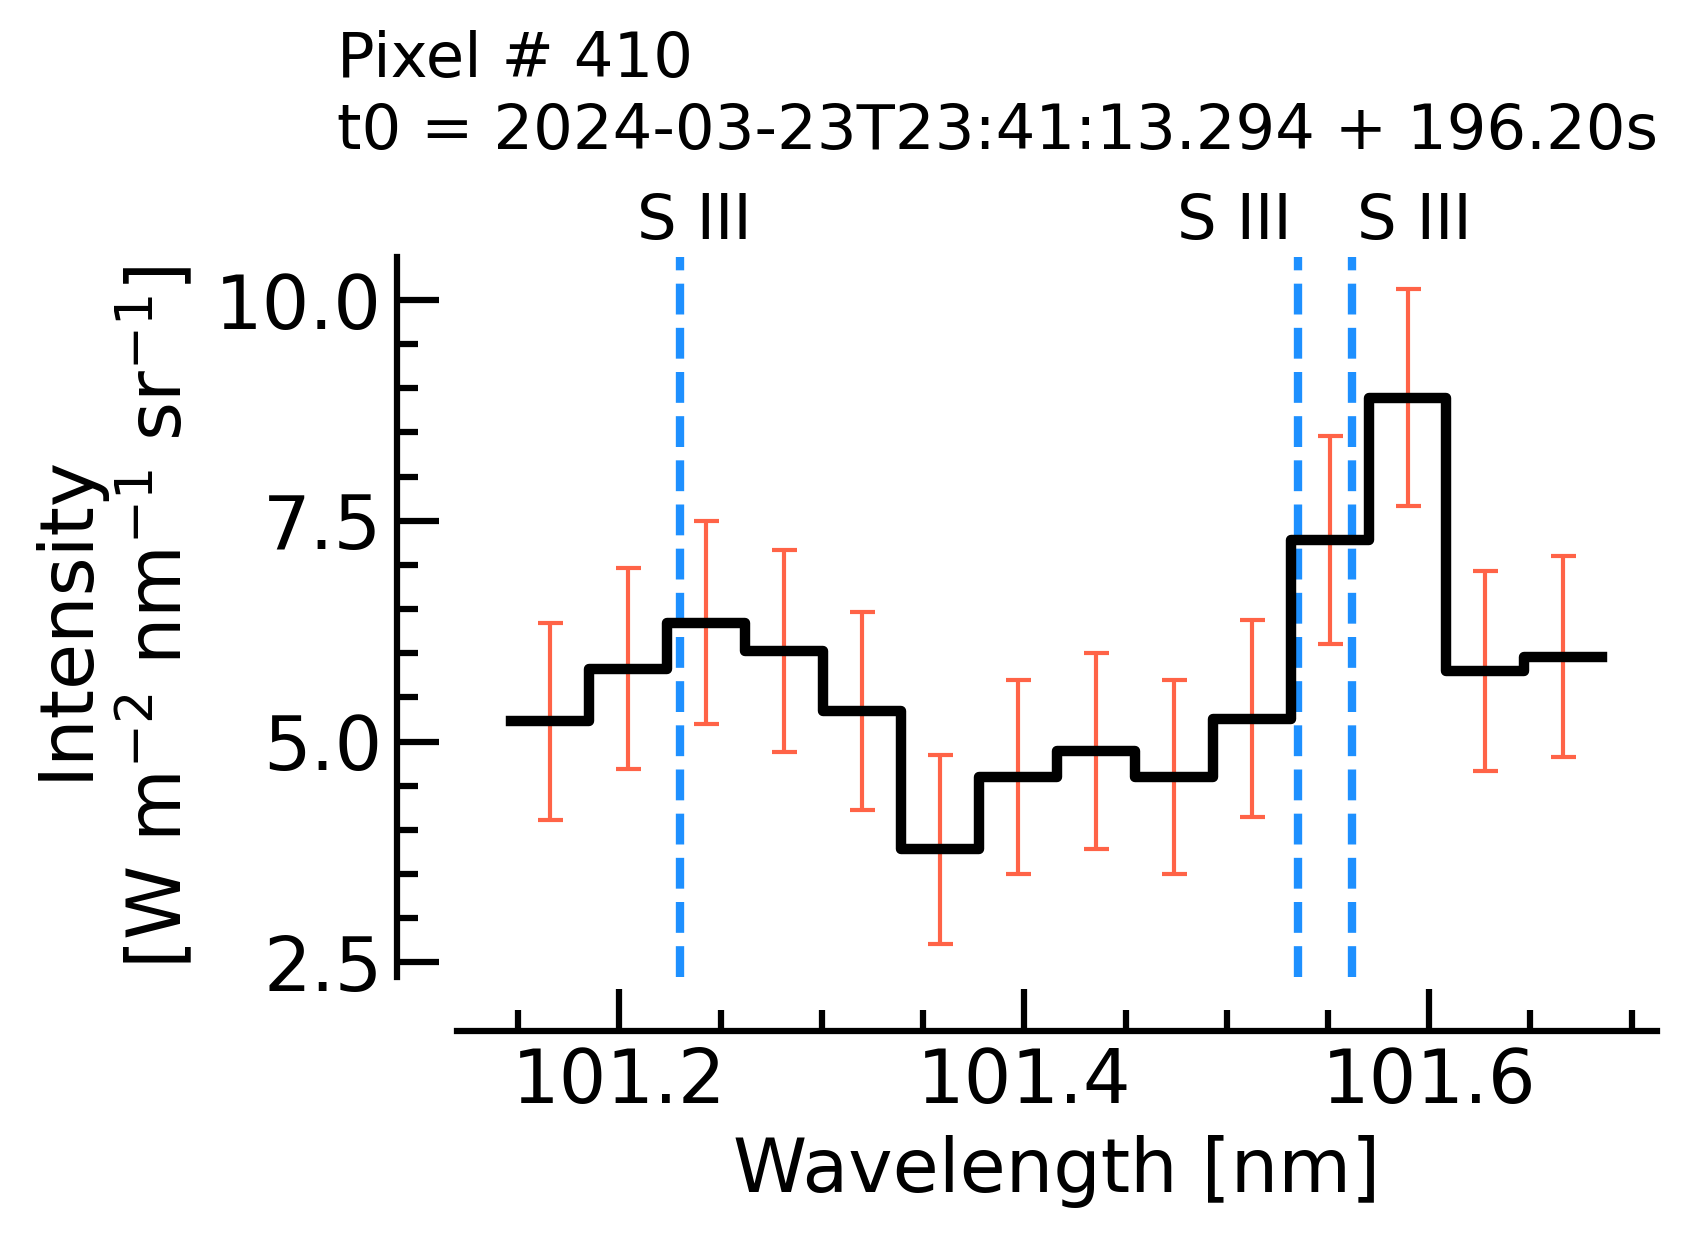 Pixel # 410
t0 = 2024-03-23T23:41:13.294 + 196.20s
S III S III S III
Intensity
[W m⁻² nm⁻¹ sr⁻¹]
10.0
7.5
5.0
2.5
101.2 101.4 101.6
Wavelength [nm]